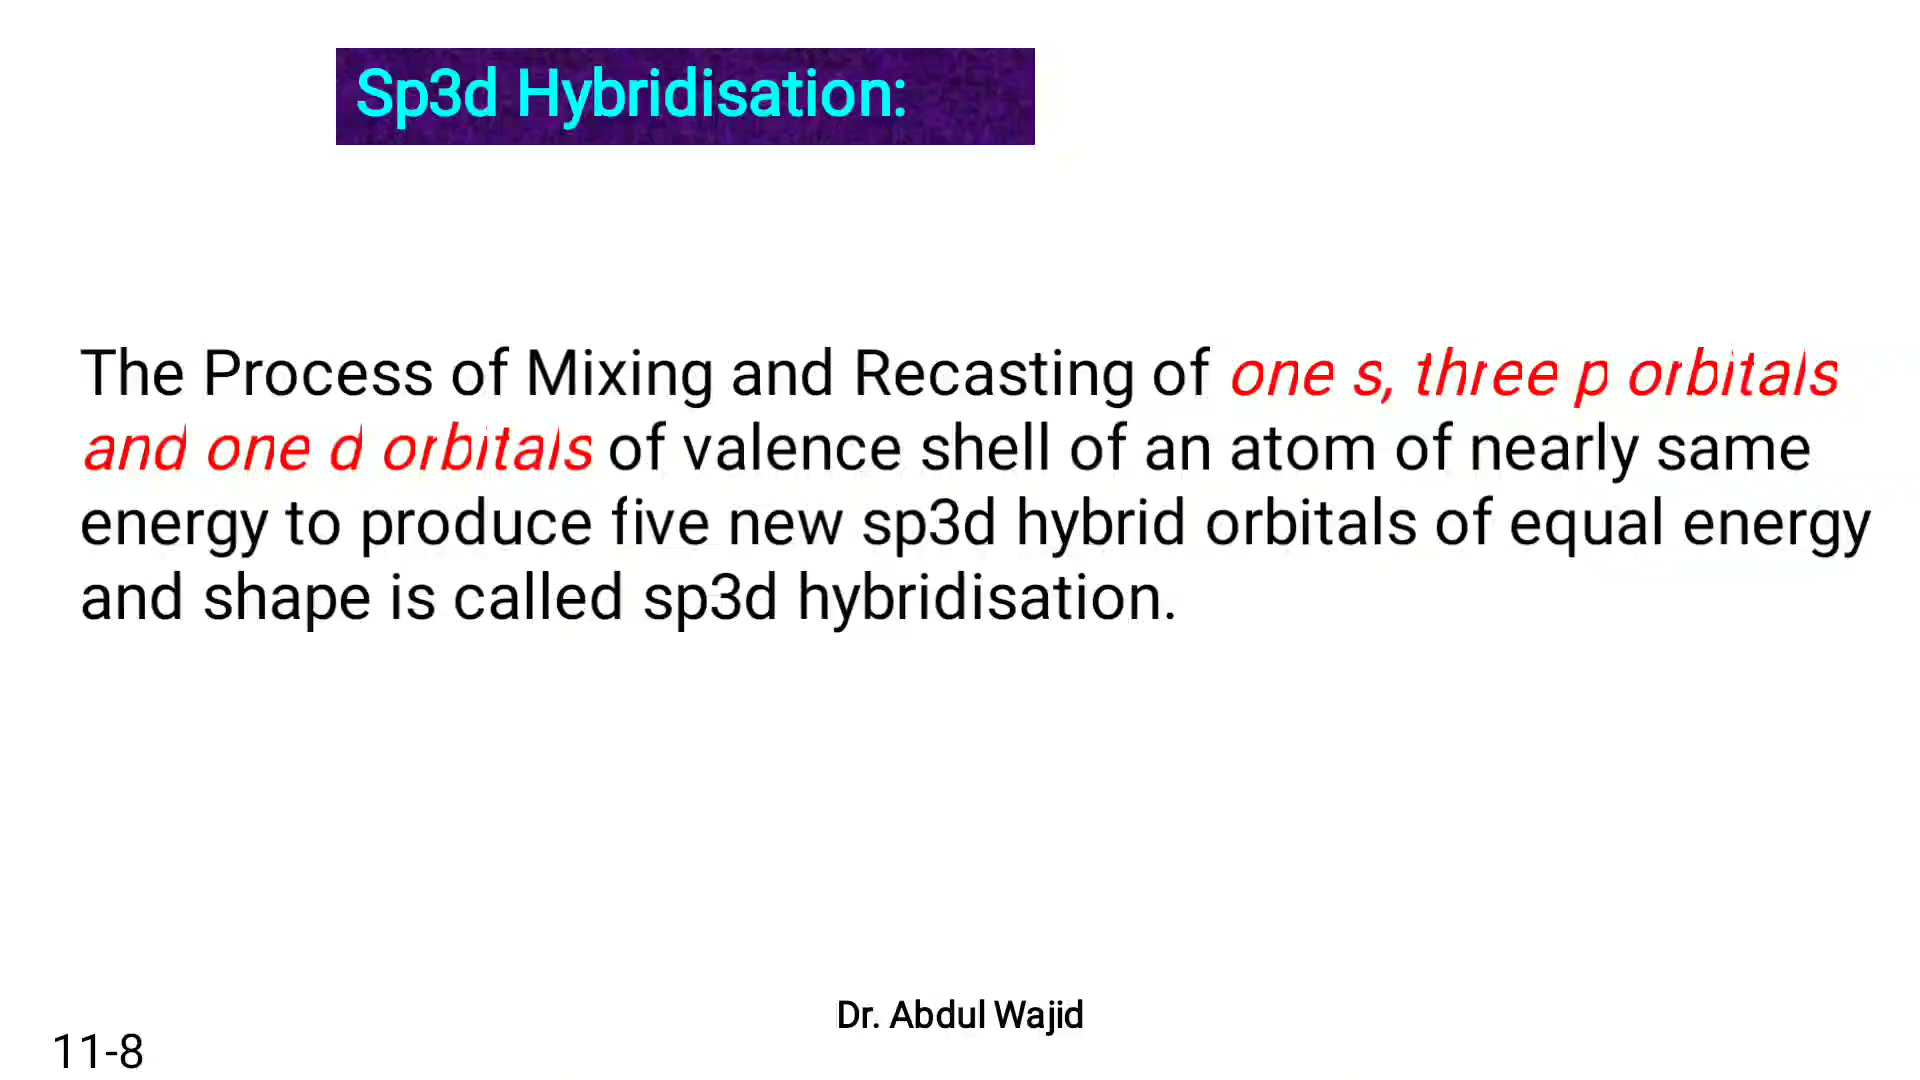 Sp3d Hybridisation:
The Process of Mixing and Recasting of one s, three p orbitals
and one d orbitals of valence shell of an atom of nearly same
energy to produce five new sp3d hybrid orbitals of equal energy
and shape is called sp3d hybridisation.
Dr. Abdul Wajid
11-8